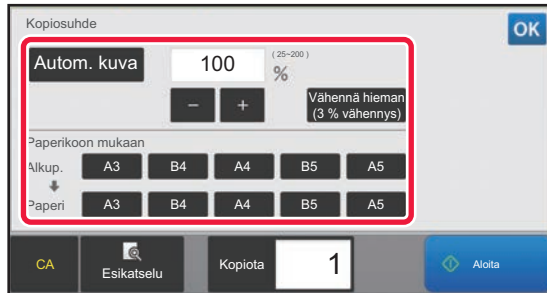 Kopiosuhde
OK
Autom. kuva
100
(25~200)
%
−
+
Vähennä hieman
(3 % vähennys)
Paperikoon mukaan
Alkup.
A3
B4
A4
B5
A5
Paperi
A3
B4
A4
B5
A5
CA
Esikatselu
Kopiota
1
Aloita